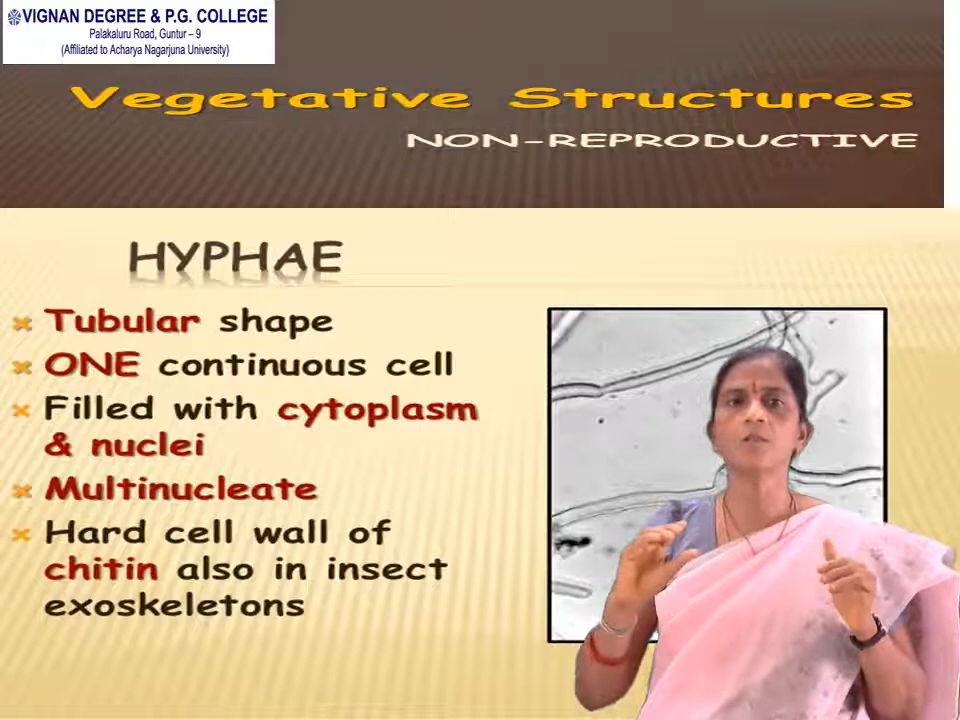 VIGNAN DEGREE & P.G. COLLEGE
Palakaluru Road, Guntur – 9
(Affiliated to Acharya Nagarjuna University)
Vegetative Structures
NON-REPRODUCTIVE
HYPHAE
Tubular shape
ONE continuous cell
Filled with cytoplasm
& nuclei
Multinucleate
Hard cell wall of
chitin also in insect
exoskeletons